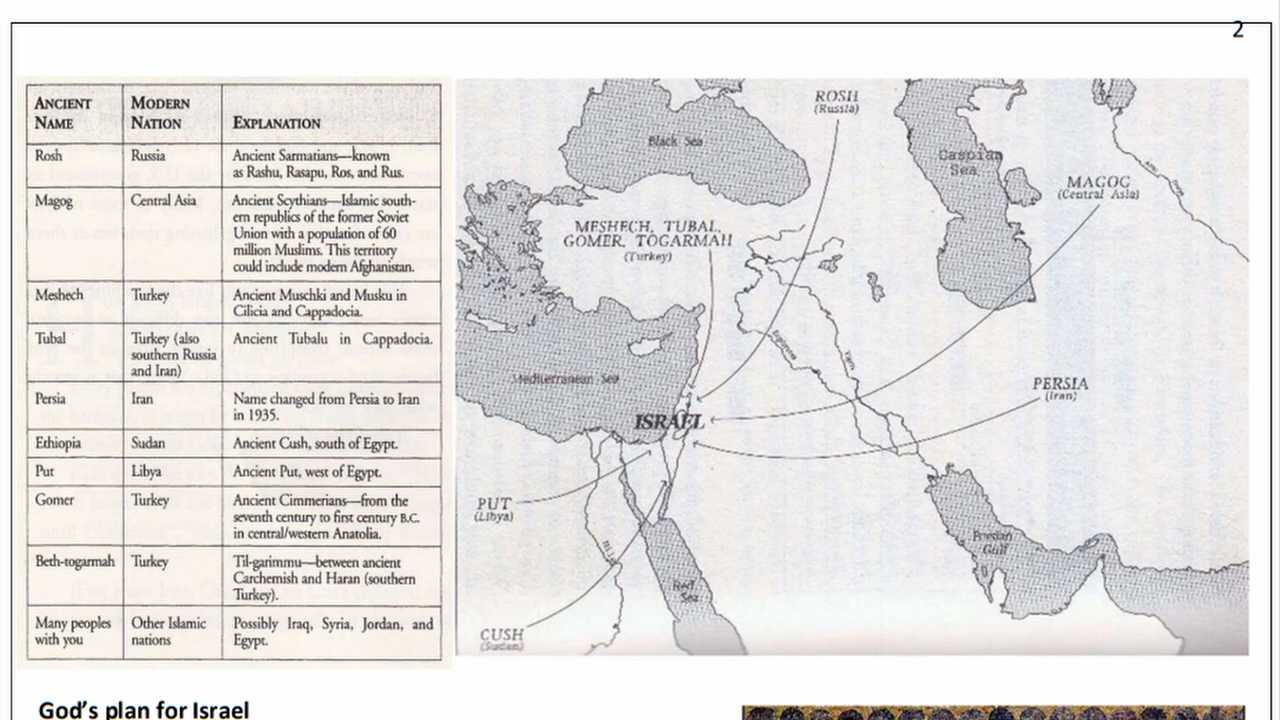 2
ANCIENT NAME MODERN NATION EXPLANATION
Rosh Russia Ancient Sarmatians—known
as Rashu, Rasapu, Ros, and Rus.
Magog Central Asia Ancient Scythians—Islamic south-
ern republics of the former Soviet
Union with a population of 60
million Muslims. This territory
could include modern Afghanistan.
Meshech Turkey Ancient Muschki and Musku in
Cilicia and Cappadocia.
Tubal Turkey (also Ancient Tubalu in Cappadocia.
southern Russia
and Iran)
Persia Iran Name changed from Persia to Iran
in 1935.
Ethiopia Sudan Ancient Cush, south of Egypt.
Put Libya Ancient Put, west of Egypt.
Gomer Turkey Ancient Cimmerians—from the
seventh century to first century B.C.
in central/western Anatolia.
Beth-togarmah Turkey Til-garimmu—between ancient
Carchemish and Haran (southern
Turkey).
Many peoples Other Islamic Possibly Iraq, Syria, Jordan, and
with you nations Egypt.
ROSH
(Russia)
Black Sea
Caspian
Sea
MAGOG
(Central Asia)
MESHECH, TUBAL,
GOMER, TOGARMAH
(Turkey)
Mediterranean Sea
ISRAEL
PERSIA
(Iran)
PUT
(Libya)
Persian
Gulf
Red
Sea
CUSH
(Sudan)
God's plan for Israel